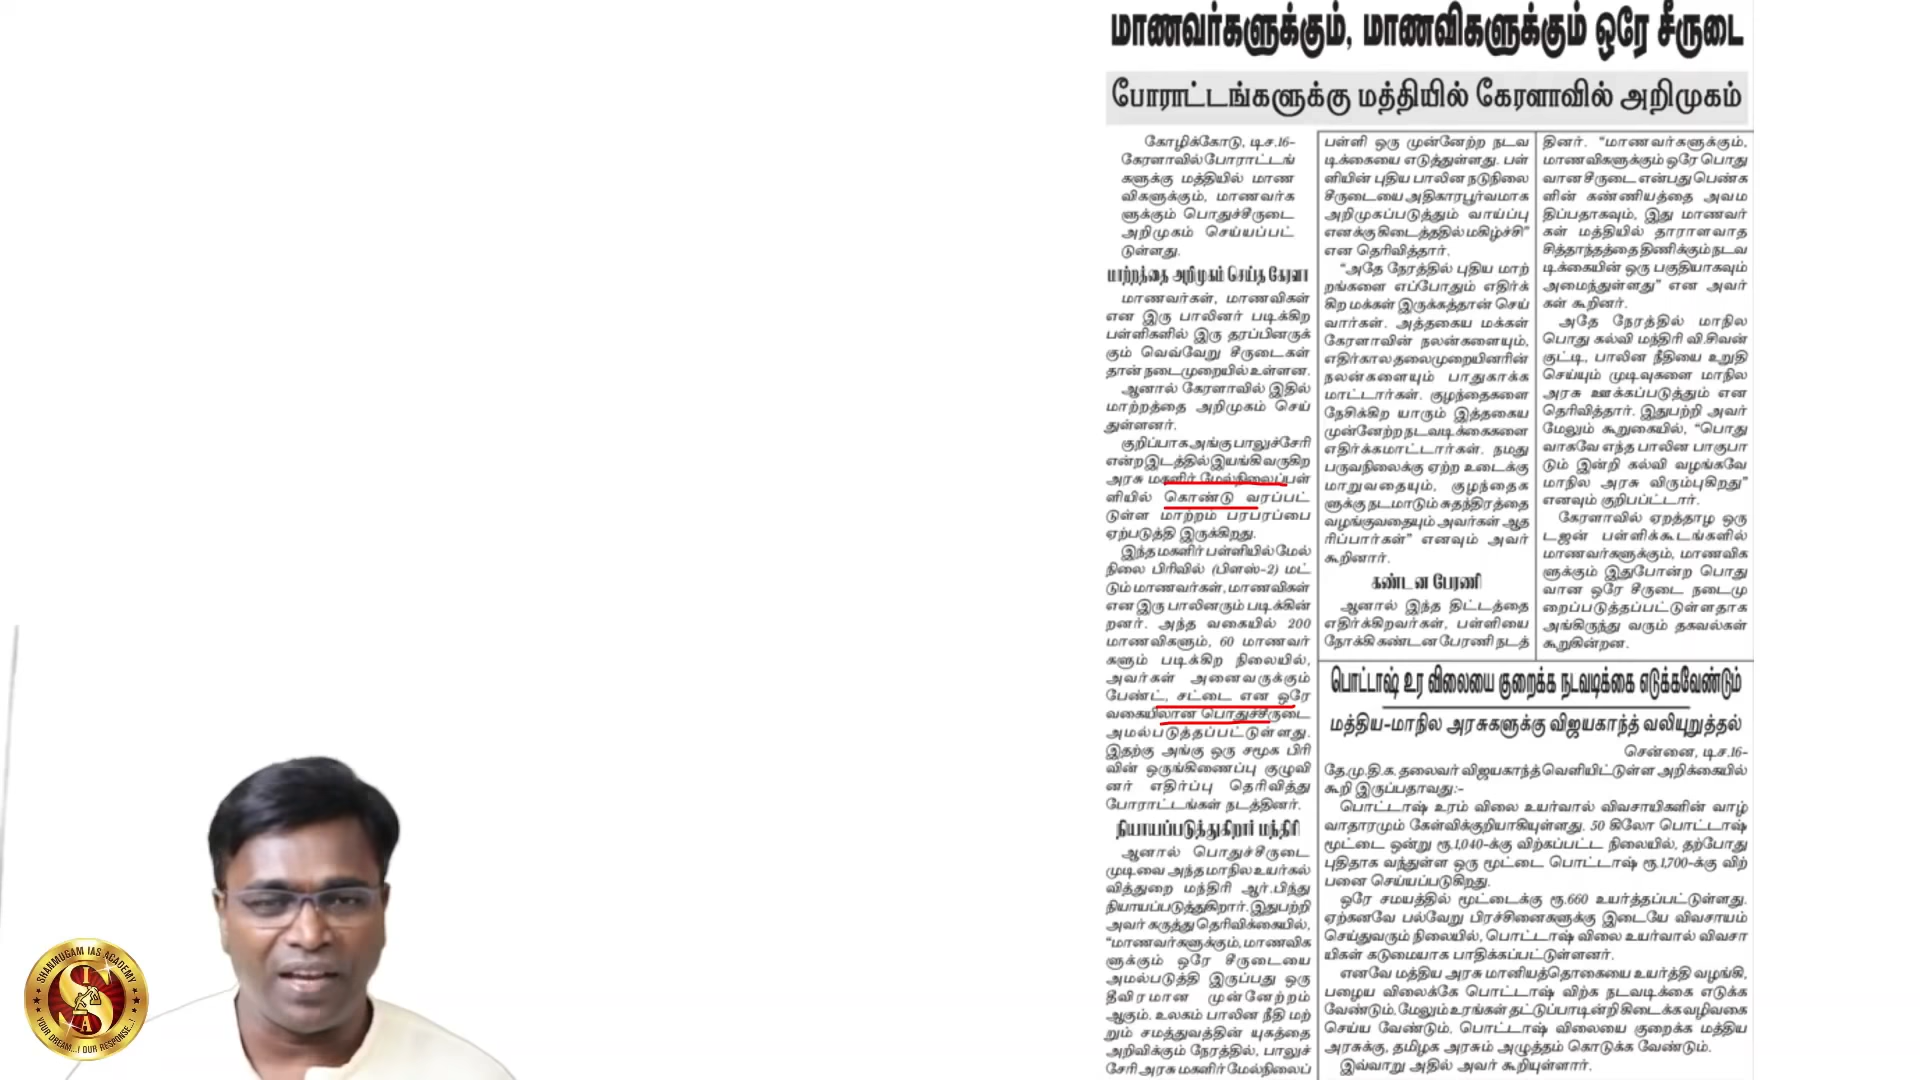 மாணவர்களுக்கும், மாணவிகளுக்கும் ஒரே சீருடை
போராட்டங்களுக்கு மத்தியில் கேரளாவில் அறிமுகம்
கோழிக்கோடு, டிச.16-
கேரளாவில் போராட்டங்
களுக்கு மத்தியில் மாண
விகளுக்கும், மாணவர்க
ளுக்கும் பொதுச்சீருடை
அறிமுகம் செய்யப்பட்
டுள்ளது.
மாற்றத்தை அறிமுகம் செய்த கேரளா
மாணவர்கள், மாணவிகள்
என இரு பாலினர் படிக்கிற
பள்ளிகளில் இரு தரப்பினருக்
கும் வெவ்வேறு சீருடைகள்
தான் நடைமுறையில் உள்ளன.
ஆனால் கேரளாவில் இதில்
மாற்றத்தை அறிமுகம் செய்
துள்ளனர்.
குறிப்பாக அங்கு பாலுச்சேரி
என்ற இடத்தில் இயங்கி வருகிற
அரசு மகளிர் மேல்நிலைப்பள்
ளியில் கொண்டு வரப்பட்
டுள்ள மாற்றம் பரபரப்பை
ஏற்படுத்தி இருக்கிறது.
இந்த மகளிர் பள்ளியில் மேல்
நிலை பிரிவில் (பிளஸ்-2) மட்
டும் மாணவர்கள், மாணவிகள்
என இரு பாலினரும் படிக்கின்
றனர். அந்த வகையில் 200
மாணவிகளும், 60 மாணவர்
களும் படிக்கிற நிலையில்,
அவர்கள் அனைவருக்கும்
பேண்ட், சட்டை என ஒரே
வகையிலான பொதுச்சீருடை
அமல்படுத்தப்பட்டுள்ளது.
இதற்கு அங்கு ஒரு சமூக பிரி
வின் ஒருங்கிணைப்பு குழுவி
னர் எதிர்ப்பு தெரிவித்து
போராட்டங்கள் நடத்தினர்.
நியாயப்படுத்துகிறார் மந்திரி
ஆனால் பொதுச்சீருடை
முடிவை அந்த மாநில உயர்கல்
வித்துறை மந்திரி ஆர்.பிந்து
நியாயப்படுத்துகிறார். இதுபற்றி
அவர் கருத்து தெரிவிக்கையில்,
“மாணவர்களுக்கும், மாணவிக
ளுக்கும் ஒரே சீருடையை
அமல்படுத்தி இருப்பது ஒரு
தீவிரமான முன்னேற்றம்
ஆகும். உலகம் பாலின நீதி மற்
றும் சமத்துவத்தின் யுகத்தை
அறிவிக்கும் நேரத்தில், பாலுச்
சேரி அரசு மகளிர் மேல்நிலைப்
பள்ளி ஒரு முன்னேற்ற நடவ
டிக்கையை எடுத்துள்ளது. பள்
ளியின் புதிய பாலின நடுநிலை
சீருடையை அதிகாரபூர்வமாக
அறிமுகப்படுத்தும் வாய்ப்பு
எனக்கு கிடைத்ததில் மகிழ்ச்சி”
என தெரிவித்தார்.
“அதே நேரத்தில் புதிய மாற்
றங்களை எப்போதும் எதிர்க்
கிற மக்கள் இருக்கத்தான் செய்
வார்கள். அத்தகைய மக்கள்
கேரளாவின் நலன்களையும்,
எதிர்கால தலைமுறையினரின்
நலன்களையும் பாதுகாக்க
மாட்டார்கள். குழந்தைகளை
நேசிக்கிற யாரும் இத்தகைய
முன்னேற்ற நடவடிக்கைகளை
எதிர்க்கமாட்டார்கள். நமது
பருவநிலைக்கு ஏற்ற உடைக்கு
மாறுவதையும், குழந்தைக
ளுக்கு நடமாடும் சுதந்திரத்தை
வழங்குவதையும் அவர்கள் ஆத
ரிப்பார்கள்” எனவும் அவர்
கூறினார்.
கண்டன பேரணி
ஆனால் இந்த திட்டத்தை
எதிர்க்கிறவர்கள், பள்ளியை
நோக்கி கண்டன பேரணி நடத்
தினர். “மாணவர்களுக்கும்,
மாணவிகளுக்கும் ஒரே பொது
வான சீருடை என்பது பெண்க
ளின் கண்ணியத்தை அவம
திப்பதாகவும், இது மாணவர்
கள் மத்தியில் தாராளவாத
சித்தாந்தத்தை திணிக்கும் நடவ
டிக்கையின் ஒரு பகுதியாகவும்
அமைந்துள்ளது” என அவர்
கள் கூறினர்.
அதே நேரத்தில் மாநில
பொது கல்வி மந்திரி வி.சிவன்
குட்டி, பாலின நீதியை உறுதி
செய்யும் முடிவுகளை மாநில
அரசு ஊக்கப்படுத்தும் என
தெரிவித்தார். இதுபற்றி அவர்
மேலும் கூறுகையில், “பொது
வாகவே எந்த பாலின பாகுபா
டும் இன்றி கல்வி வழங்கவே
மாநில அரசு விரும்புகிறது”
எனவும் குறிபப்ட்டார்.
கேரளாவில் ஏறத்தாழ ஒரு
டஜன் பள்ளிக்கூடங்களில்
மாணவர்களுக்கும், மாணவிக
ளுக்கும் இதுபோன்ற பொது
வான ஒரே சீருடை நடைமு
றைப்படுத்தப்பட்டுள்ளதாக
அங்கிருந்து வரும் தகவல்கள்
கூறுகின்றன.
பொட்டாஷ் உர விலையை குறைக்க நடவடிக்கை எடுக்கவேண்டும்
மத்திய-மாநில அரசுகளுக்கு விஜயகாந்த் வலியுறுத்தல்
சென்னை, டிச.16-
தே.மு.தி.க. தலைவர் விஜயகாந்த் வெளியிட்டுள்ள அறிக்கையில்
கூறி இருப்பதாவது:-
பொட்டாஷ் உரம் விலை உயர்வால் விவசாயிகளின் வாழ்
வாதாரமும் கேள்விக்குறியாகியுள்ளது. 50 கிலோ பொட்டாஷ்
மூட்டை ஒன்று ரூ.1,040-க்கு விற்கப்பட்ட நிலையில், தற்போது
புதிதாக வந்துள்ள ஒரு மூட்டை பொட்டாஷ் ரூ.1,700-க்கு விற்
பனை செய்யப்படுகிறது.
ஒரே சமயத்தில் மூட்டைக்கு ரூ.660 உயர்த்தப்பட்டுள்ளது.
ஏற்கனவே பல்வேறு பிரச்சினைகளுக்கு இடையே விவசாயம்
செய்துவரும் நிலையில், பொட்டாஷ் விலை உயர்வால் விவசா
யிகள் கடுமையாக பாதிக்கப்பட்டுள்ளனர்.
எனவே மத்திய அரசு மானியத்தொகையை உயர்த்தி வழங்கி,
பழைய விலைக்கே பொட்டாஷ் விற்க நடவடிக்கை எடுக்க
வேண்டும். மேலும் உரங்கள் தட்டுப்பாடின்றி கிடைக்க வழிவகை
செய்ய வேண்டும். பொட்டாஷ் விலையை குறைக்க மத்திய
அரசுக்கு, தமிழக அரசும் அழுத்தம் கொடுக்க வேண்டும்.
இவ்வாறு அதில் அவர் கூறியுள்ளார்.
SHANMUGAM IAS ACADEMY
SIA
YOUR DREAM...! OUR RESPONSE...!